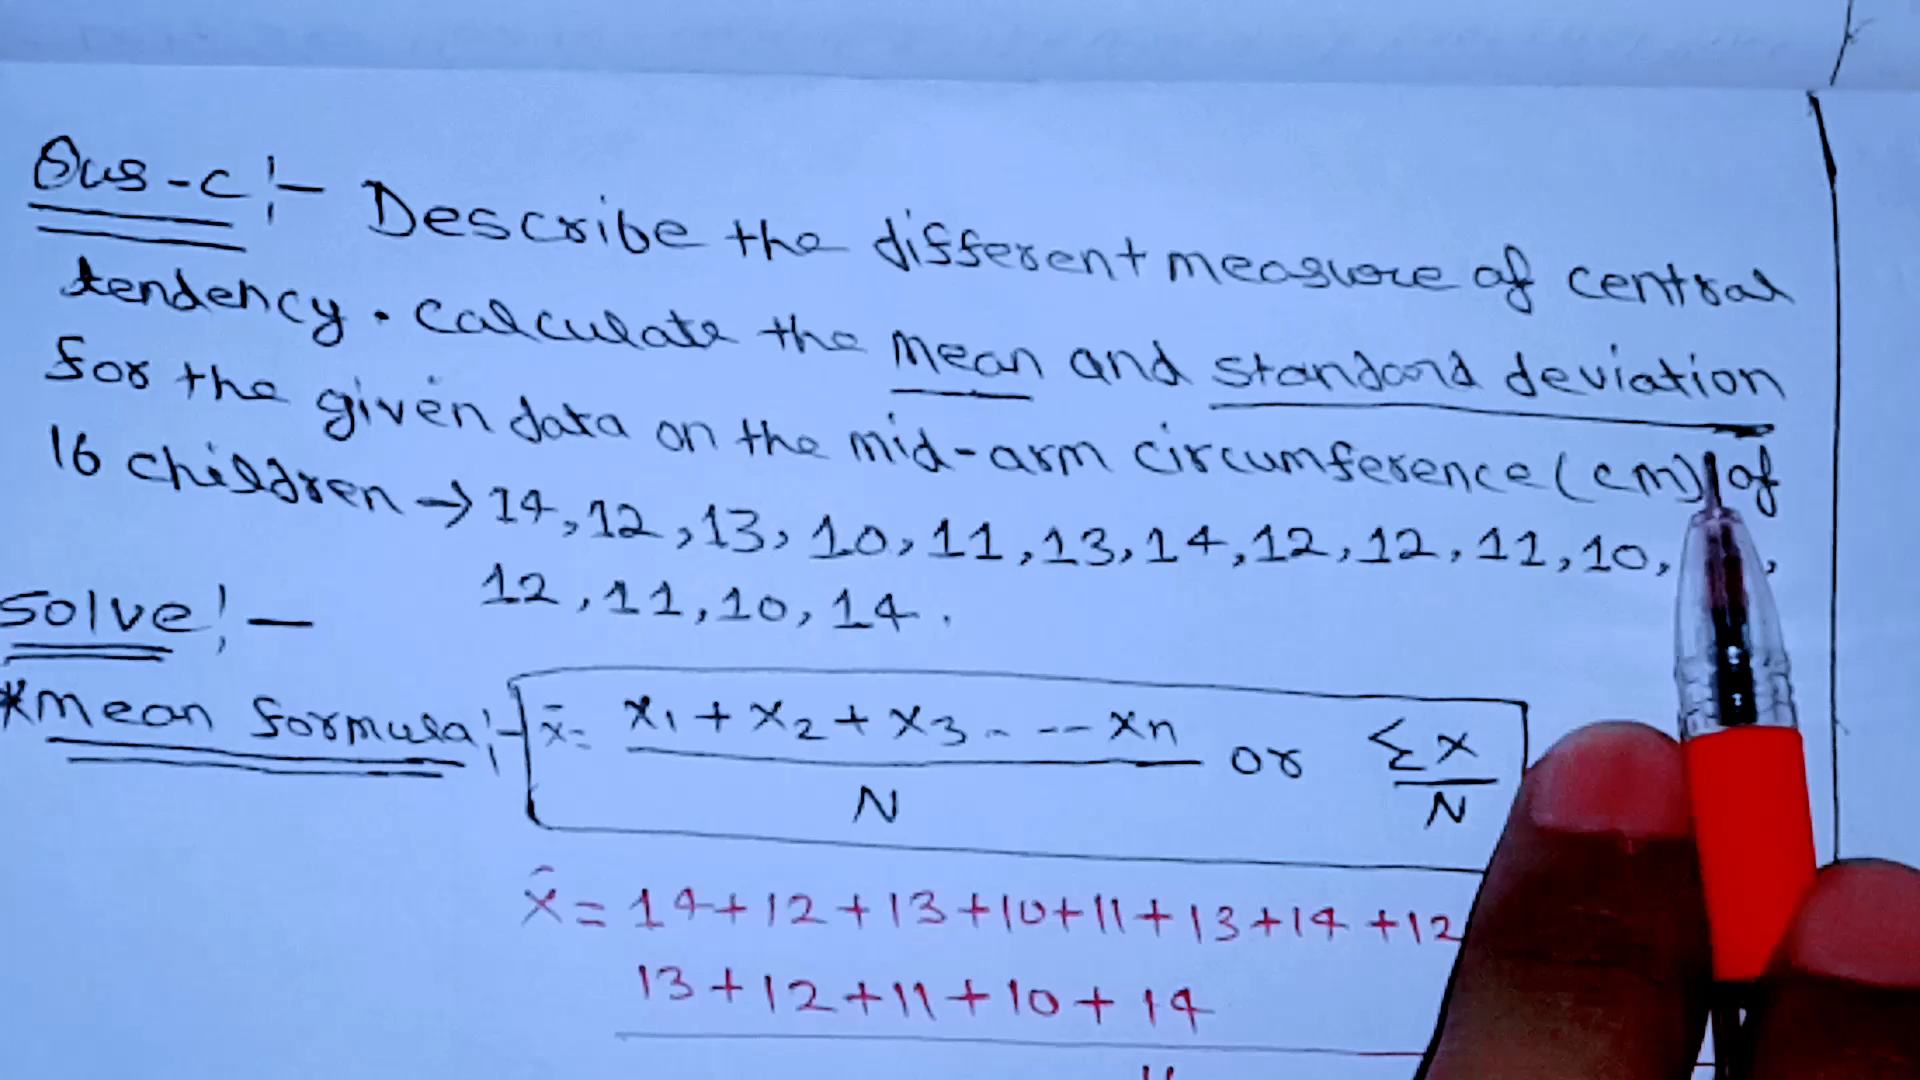 Qus-C:- Describe the different measure of central
tendency. Calculate the mean and standard deviation
for the given data on the mid-arm circumference (cm) of
16 children → 14, 12, 13, 10, 11, 13, 14, 12, 12, 11, 10, ,
12, 11, 10, 14.
Solve:-
*Mean formula:- x̄= x1 + x2 + x3 - - -- xn / N or Σx / N
x̄ = 14+12+13+10+11+13+14+12
13+12+11+10+14